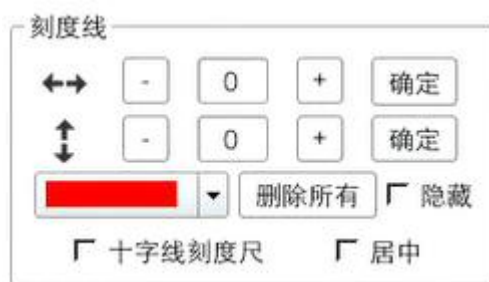 刻度线
- 0 + 确定
- 0 + 确定
删除所有 隐藏
十字线刻度尺 居中